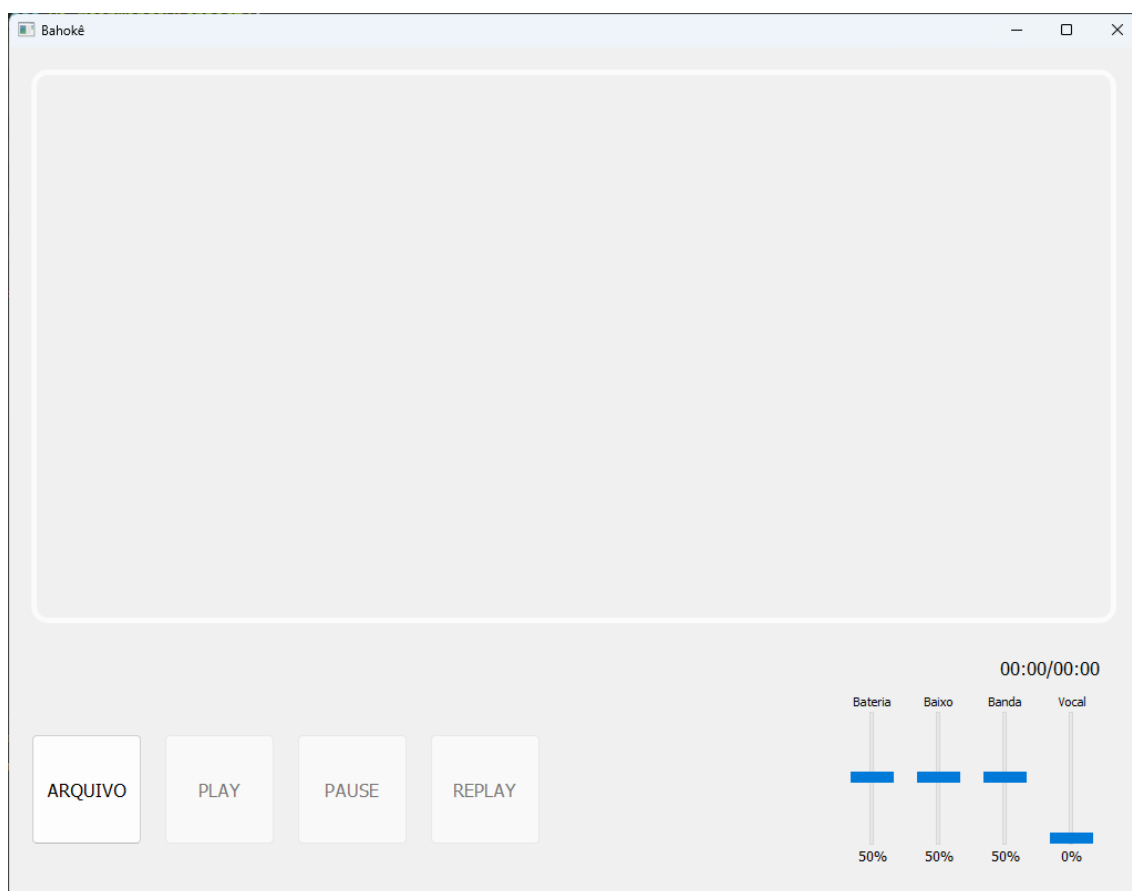 Bahokê
00:00/00:00
Bateria Baixo Banda Vocal
ARQUIVO PLAY PAUSE REPLAY
50% 50% 50% 0%